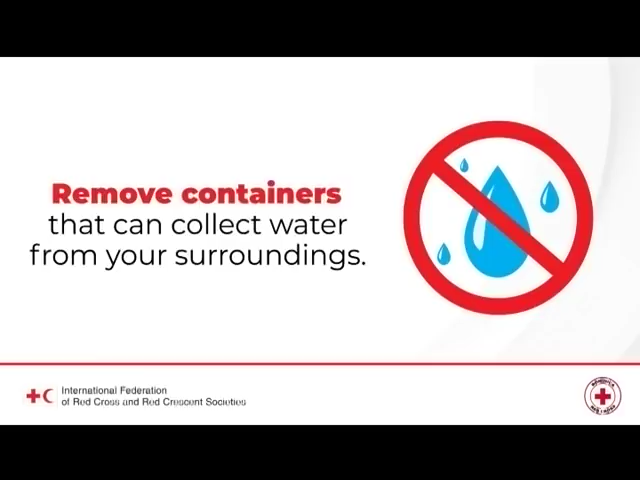 Remove containers
that can collect water
from your surroundings.
International Federation
of Red Cross and Red Crescent Societies